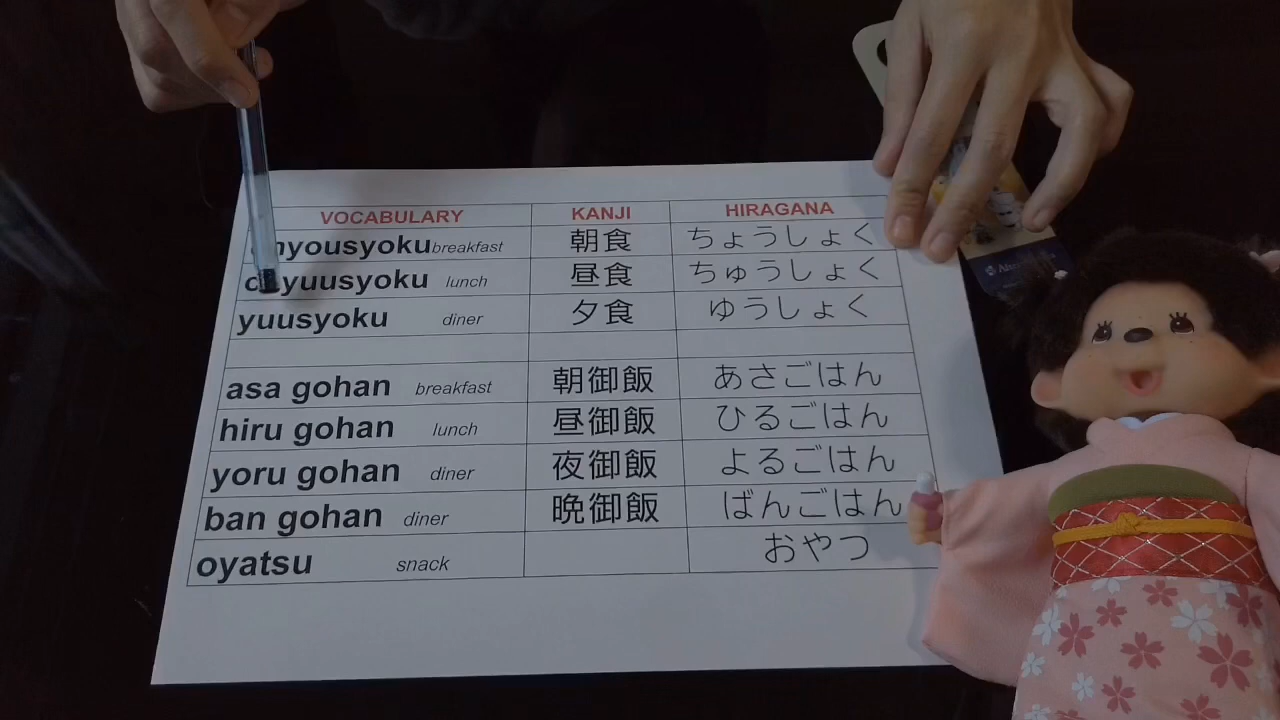 VOCABULARY KANJI HIRAGANA
breakfast 朝食 ちょうしょく
lunch 昼食 ちゅうしょく
yuusyoku diner 夕食 ゆうしょく
asa gohan breakfast 朝御飯 あさごはん
hiru gohan lunch 昼御飯 ひるごはん
yoru gohan diner 夜御飯 よるごはん
ban gohan diner 晩御飯 ばんごはん
oyatsu snack おやつ